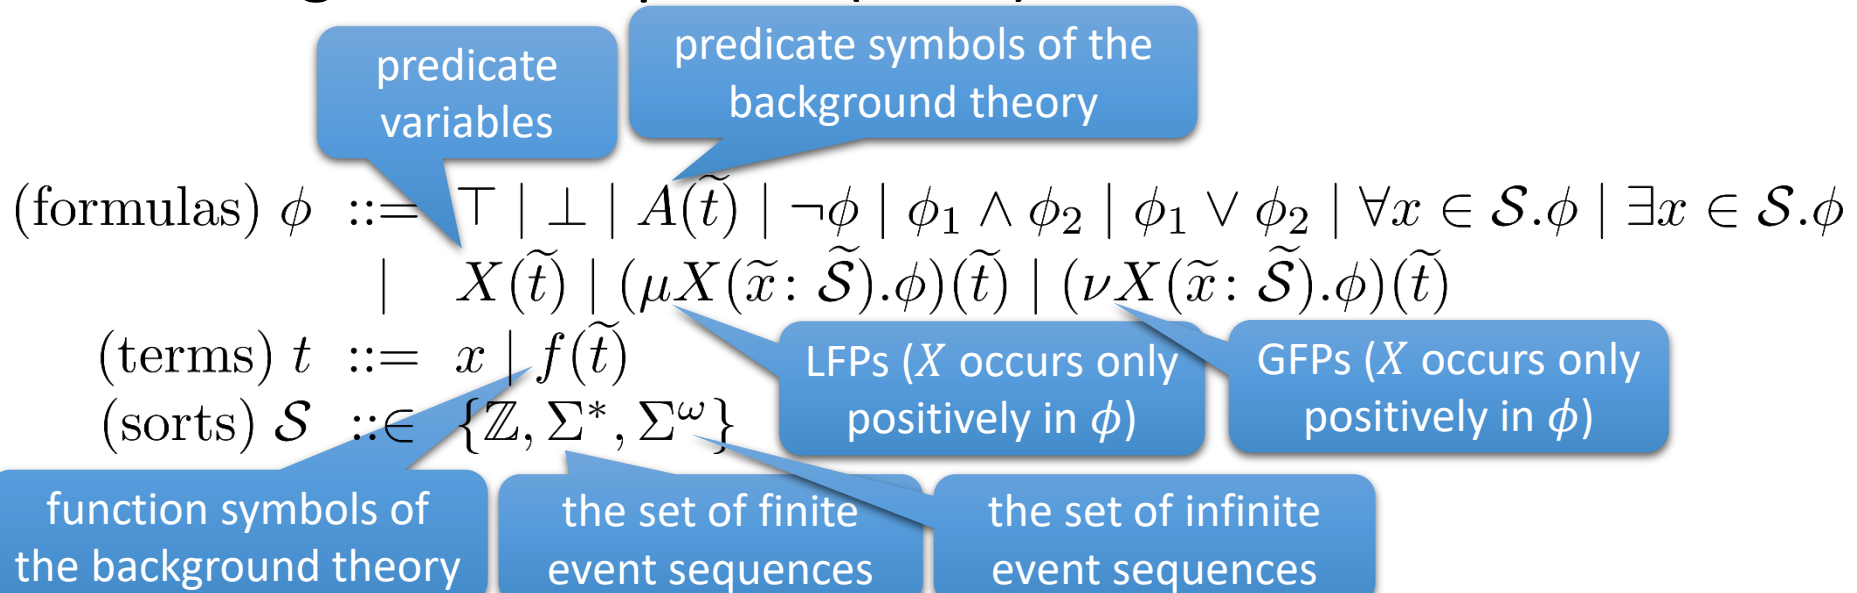 predicate
variables
predicate symbols of the
background theory
(formulas) ϕ ::= ⊤ | ⊥ | A(t̃) | ¬ϕ | ϕ₁ ∧ ϕ₂ | ϕ₁ ∨ ϕ₂ | ∀x ∈ 𝒮.ϕ | ∃x ∈ 𝒮.ϕ
| X(t̃) | (μX(x̃ : 𝒮̃).ϕ)(t̃) | (νX(x̃ : 𝒮̃).ϕ)(t̃)
(terms) t ::= x | f(t̃)
(sorts) 𝒮 ::∈ {ℤ, Σ*, Σ^ω}
LFPs (X occurs only
positively in ϕ)
GFPs (X occurs only
positively in ϕ)
function symbols of
the background theory
the set of finite
event sequences
the set of infinite
event sequences